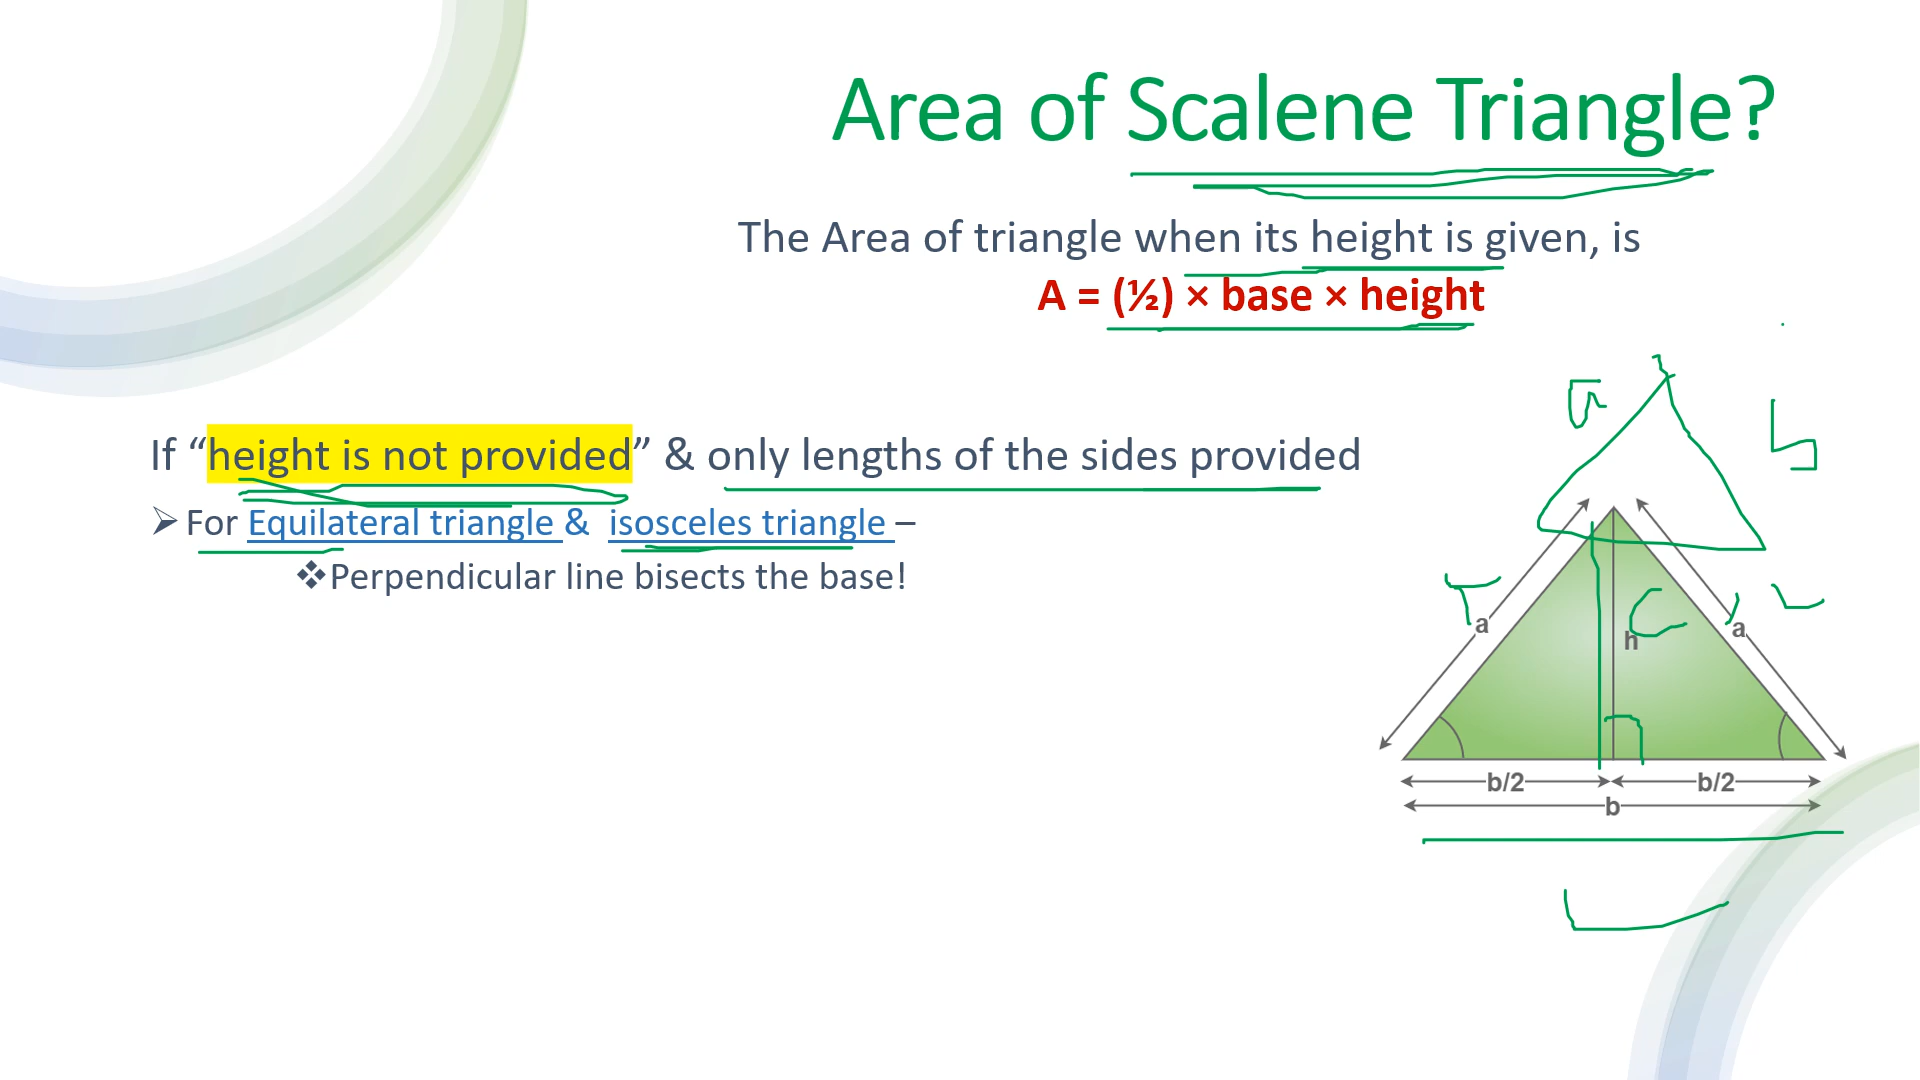 Area of Scalene Triangle?
The Area of triangle when its height is given, is
A = (½) × base × height
If “height is not provided” & only lengths of the sides provided
For Equilateral triangle & isosceles triangle –
Perpendicular line bisects the base!
a
h
a
b/2
b/2
b